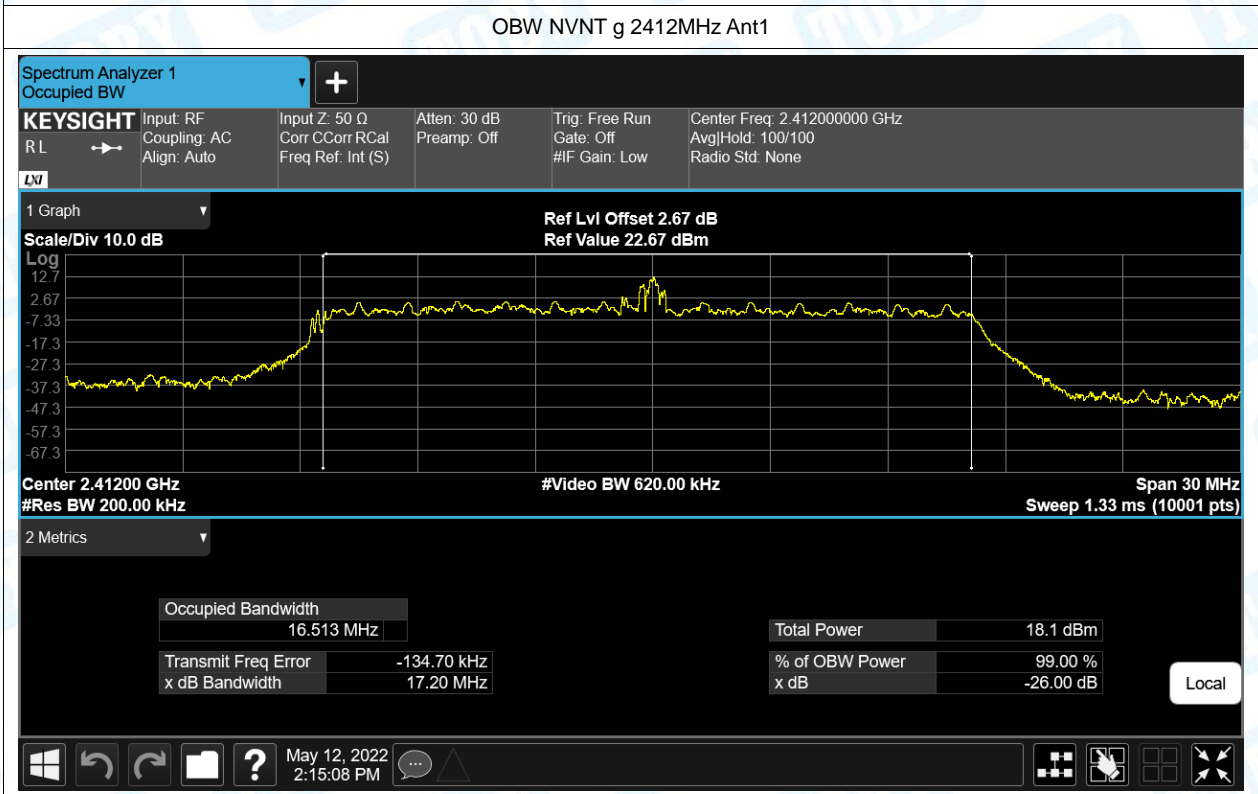 OBW NVNT g 2412MHz Ant1
Spectrum Analyzer 1
Occupied BW
KEYSIGHT
R L
LXI
Input: RF
Coupling: AC
Align: Auto
Input Z: 50 Ω
Corr CCorr RCal
Freq Ref: Int (S)
Atten: 30 dB
Preamp: Off
Trig: Free Run
Gate: Off
#IF Gain: Low
Center Freq: 2.412000000 GHz
Avg|Hold: 100/100
Radio Std: None
1 Graph
Scale/Div 10.0 dB
Ref Lvl Offset 2.67 dB
Ref Value 22.67 dBm
Log
12.7
2.67
-7.33
-17.3
-27.3
-37.3
-47.3
-57.3
-67.3
Center 2.41200 GHz
#Res BW 200.00 kHz
#Video BW 620.00 kHz
Span 30 MHz
Sweep 1.33 ms (10001 pts)
2 Metrics
Occupied Bandwidth
16.513 MHz
Transmit Freq Error -134.70 kHz
x dB Bandwidth 17.20 MHz
Total Power 18.1 dBm
% of OBW Power 99.00 %
x dB -26.00 dB
Local
?
May 12, 2022
2:15:08 PM